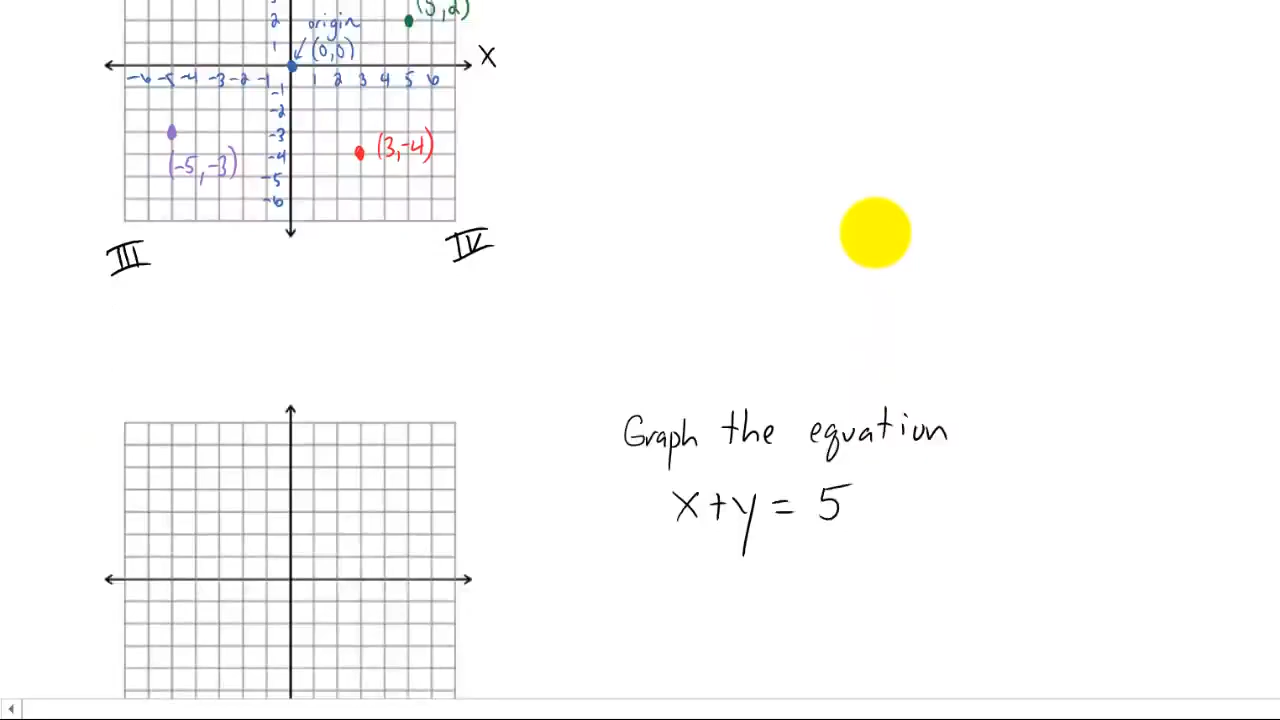 (5,2)
2
origin
1
(0,0)
X
-6 -5 -4 -3 -2 -1 1 2 3 4 5 6
-1
-2
-3
(3,-4)
-4
(-5,-3)
-5
-6
III
IV
Graph the equation
x+y = 5